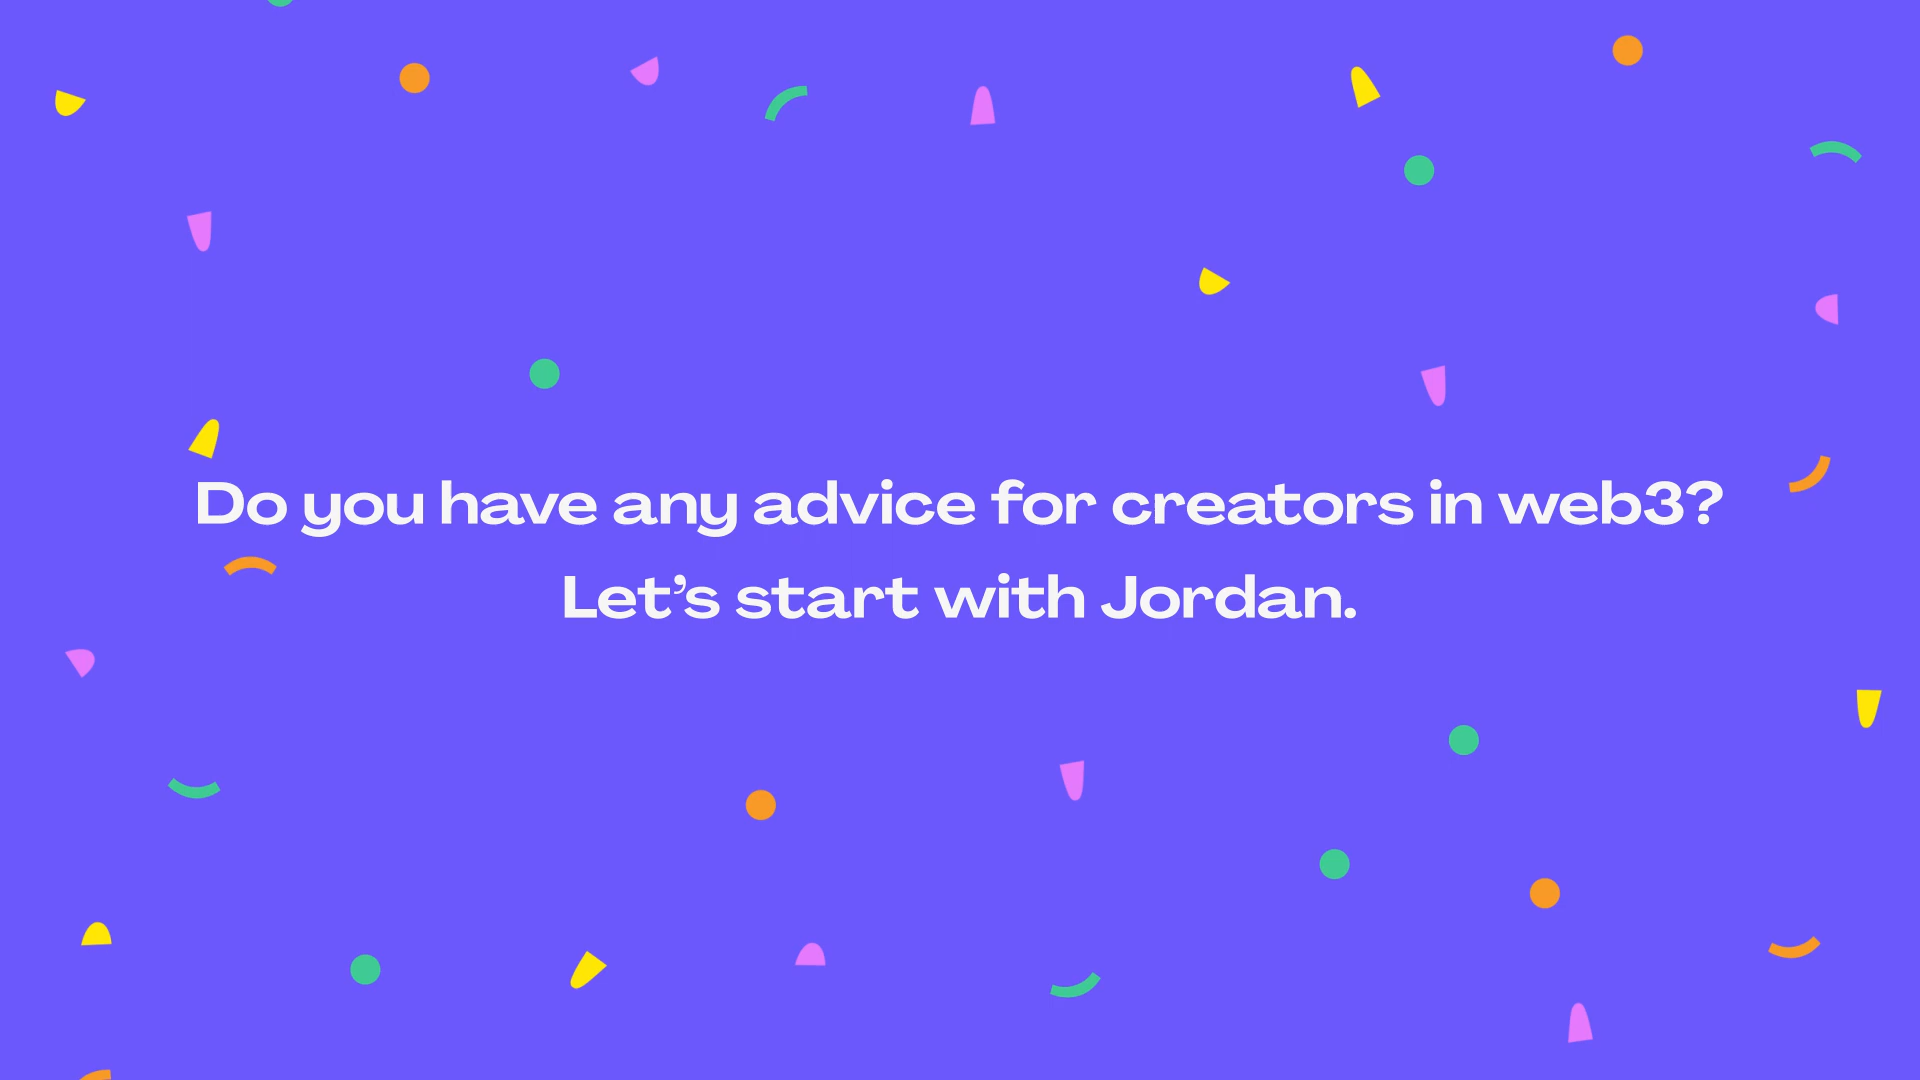 Do you have any advice for creators in web3?
Let’s start with Jordan.